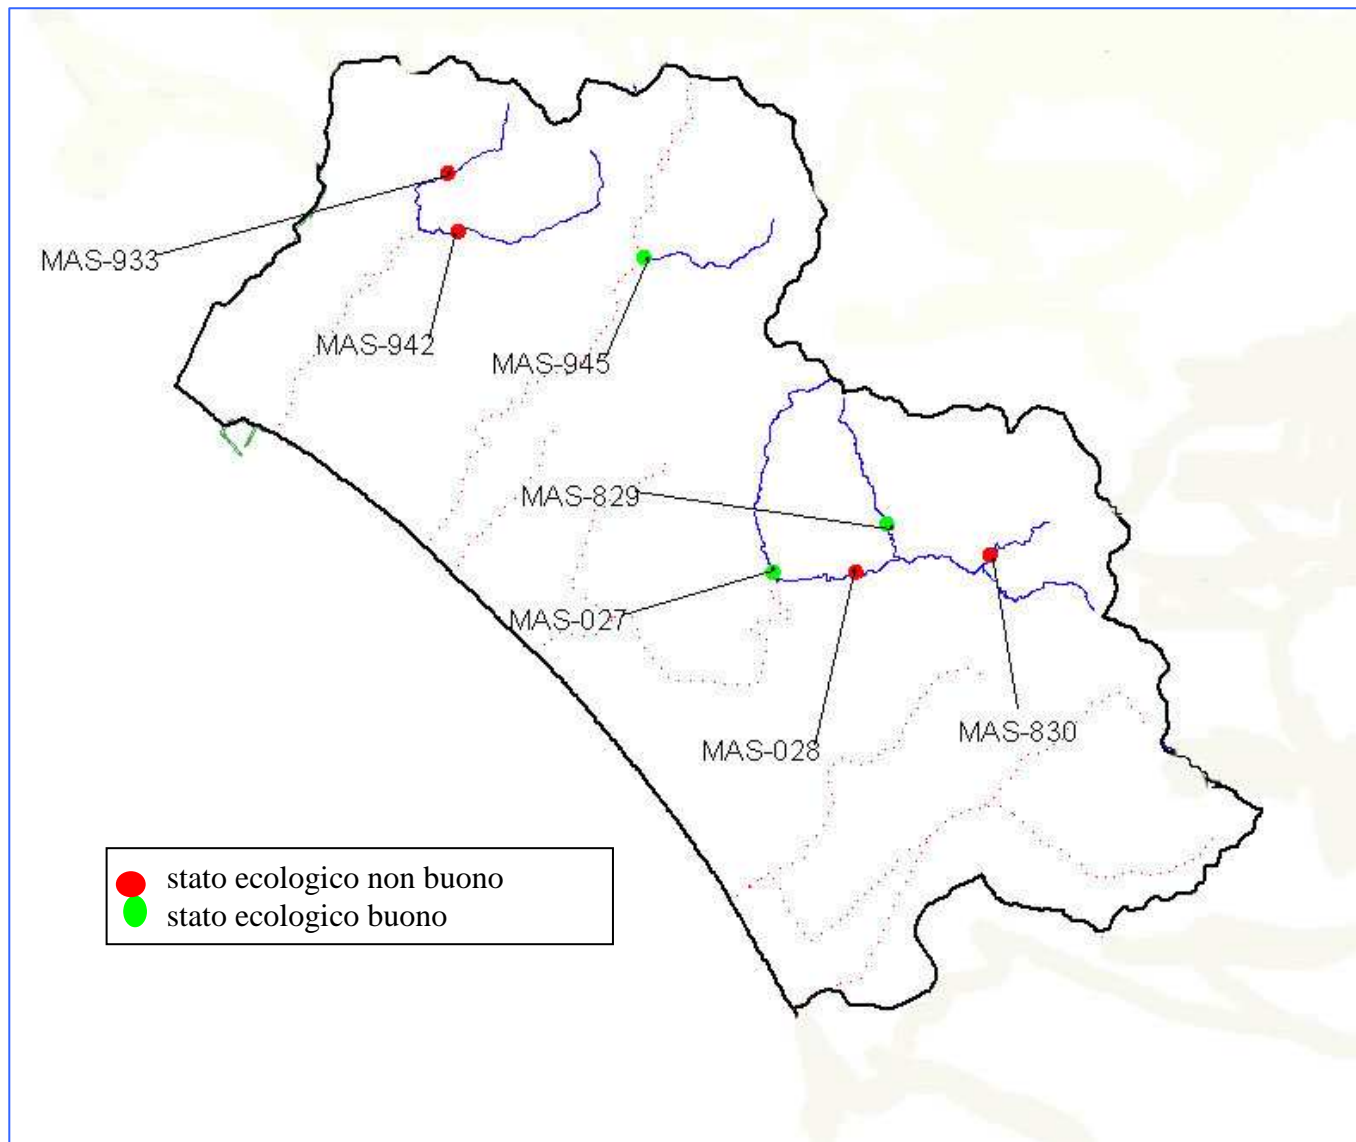 MAS-933
MAS-942
MAS-945
MAS-829
MAS-027
MAS-028
MAS-830
stato ecologico non buono
stato ecologico buono